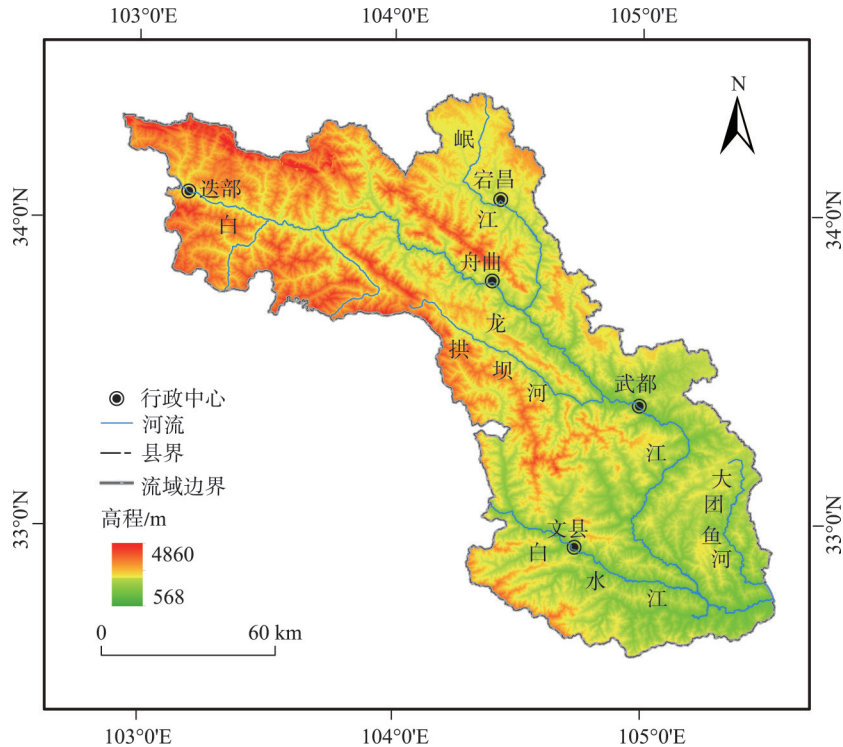 103°0'E 104°0'E 105°0'E
N
岷
宕昌
迭部
34°0'N 34°0'N
白
江
舟曲
龙
拱
坝
河
武都
行政中心
河流
县界
流域边界
江
大
团
鱼
河
高程/m
4860
568
33°0'N 33°0'N
文县
白
水
江
0 60 km
103°0'E 104°0'E 105°0'E